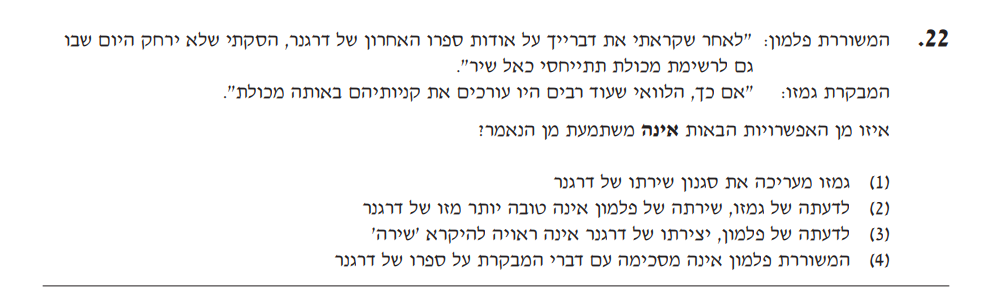 22. המשוררת פלמון: "לאחר שקראתי את דברייך על אודות ספרו האחרון של דרגנר, הסקתי שלא ירחק היום שבו
גם לרשימת מכולת תתייחסי כאל שיר".
המבקרת גמזו: "אם כך, הלוואי שעוד רבים היו עורכים את קניותיהם באותה מכולת".
איזו מן האפשרויות הבאות אינה משתמעת מן הנאמר?
(1) גמזו מעריכה את סגנון שירתו של דרגנר
(2) לדעתה של גמזו, שירתה של פלמון אינה טובה יותר מזו של דרגנר
(3) לדעתה של פלמון, יצירתו של דרגנר אינה ראויה להיקרא 'שירה'
(4) המשוררת פלמון אינה מסכימה עם דברי המבקרת על ספרו של דרגנר